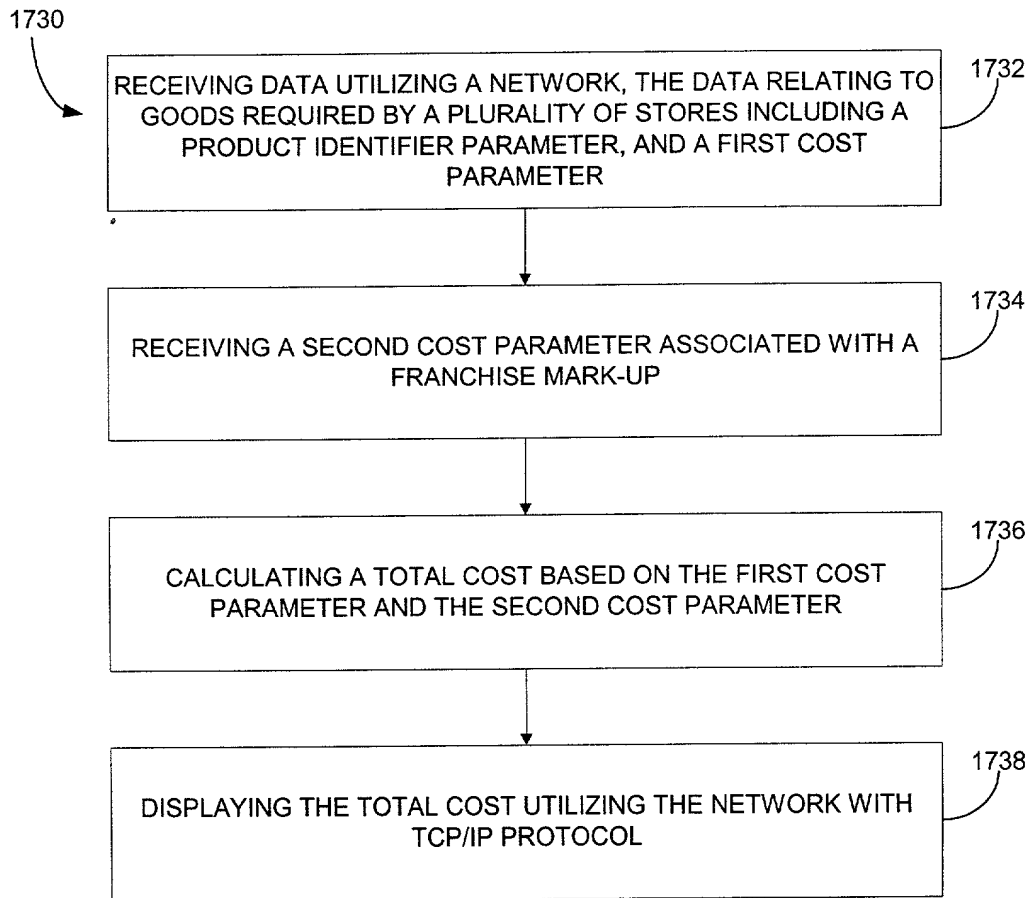 1730
1732
RECEIVING DATA UTILIZING A NETWORK, THE DATA RELATING TO
GOODS REQUIRED BY A PLURALITY OF STORES INCLUDING A
PRODUCT IDENTIFIER PARAMETER, AND A FIRST COST
PARAMETER
1734
RECEIVING A SECOND COST PARAMETER ASSOCIATED WITH A
FRANCHISE MARK-UP
1736
CALCULATING A TOTAL COST BASED ON THE FIRST COST
PARAMETER AND THE SECOND COST PARAMETER
1738
DISPLAYING THE TOTAL COST UTILIZING THE NETWORK WITH
TCP/IP PROTOCOL